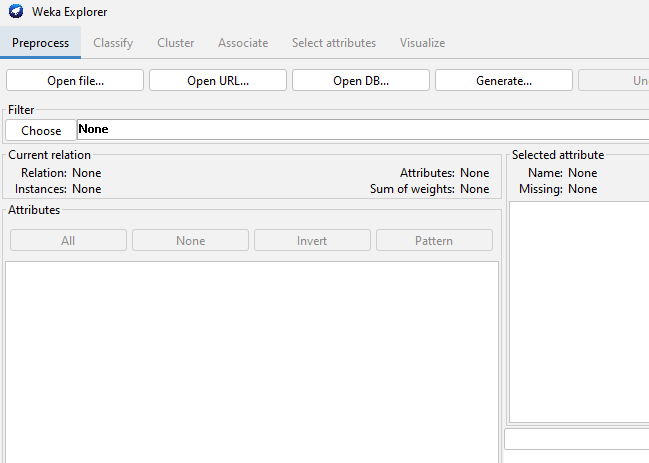 Weka Explorer
Preprocess Classify Cluster Associate Select attributes Visualize
Open file... Open URL... Open DB... Generate... Un
Filter
Choose None
Current relation
Relation: None Attributes: None
Instances: None Sum of weights: None
Selected attribute
Name: None
Missing: None
Attributes
All None Invert Pattern